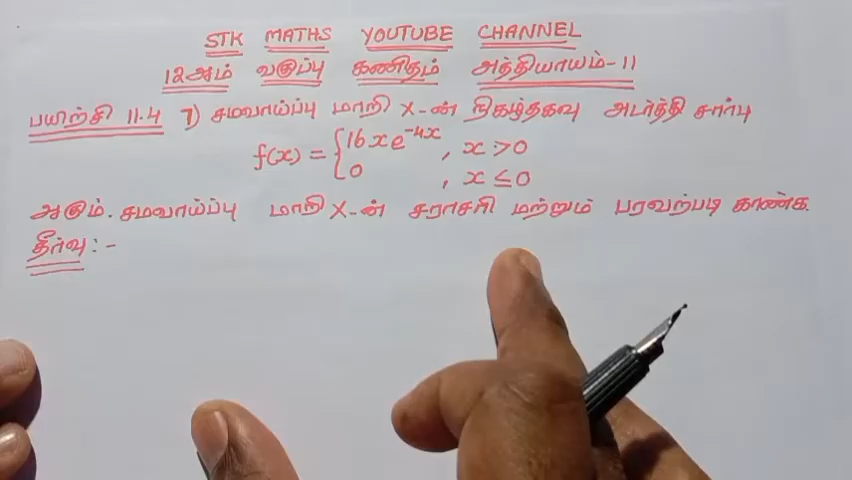 STK MATHS YOUTUBE CHANNEL
12ஆம் வகுப்பு கணிதம் அத்தியாயம்-11
பயிற்சி 11.4 7) சமவாய்ப்பு மாறி X-ன் நிகழ்தகவு அடர்த்தி சார்பு
f(x) = { 16xe^-4x , x > 0
0 , x ≤ 0
ஆகும். சமவாய்ப்பு மாறி X-ன் சராசரி மற்றும் பரவற்படி காண்க.
தீர்வு:-